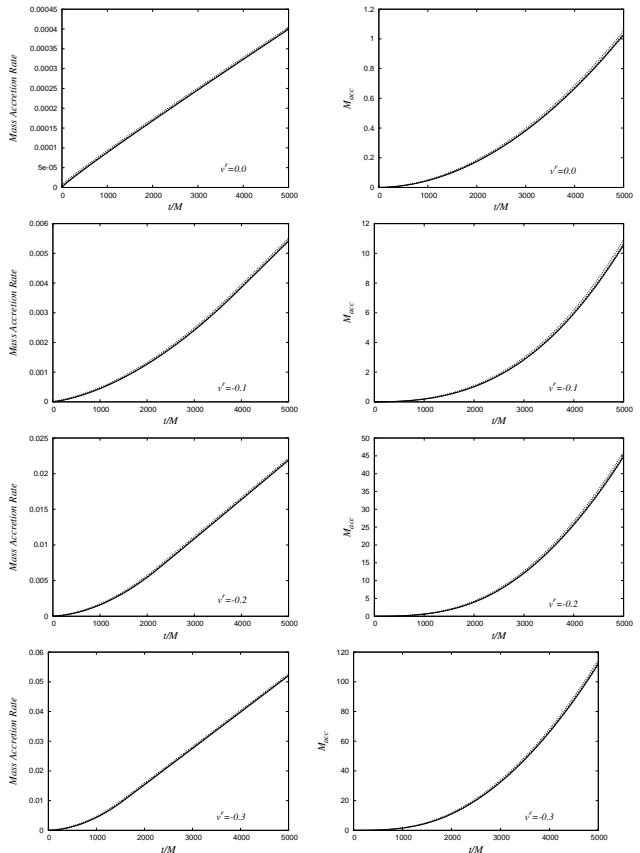 0.00045
0.0004
0.00035
0.0003
0.00025
0.0002
0.00015
0.0001
5e-05
0
0 1000 2000 3000 4000 5000
Mass Accretion Rate
t/M
v^r=0.0
1.2
1
0.8
0.6
0.4
0.2
0
0 1000 2000 3000 4000 5000
M_acc
t/M
v^r=0.0
0.006
0.005
0.004
0.003
0.002
0.001
0
0 1000 2000 3000 4000 5000
Mass Accretion Rate
t/M
v^r=-0.1
12
10
8
6
4
2
0
0 1000 2000 3000 4000 5000
M_acc
t/M
v^r=-0.1
0.025
0.02
0.015
0.01
0.005
0
0 1000 2000 3000 4000 5000
Mass Accretion Rate
t/M
v^r=-0.2
50
45
40
35
30
25
20
15
10
5
0
0 1000 2000 3000 4000 5000
M_acc
t/M
v^r=-0.2
0.06
0.05
0.04
0.03
0.02
0.01
0
0 1000 2000 3000 4000 5000
Mass Accretion Rate
t/M
v^r=-0.3
120
100
80
60
40
20
0
0 1000 2000 3000 4000 5000
M_acc
t/M
v^r=-0.3